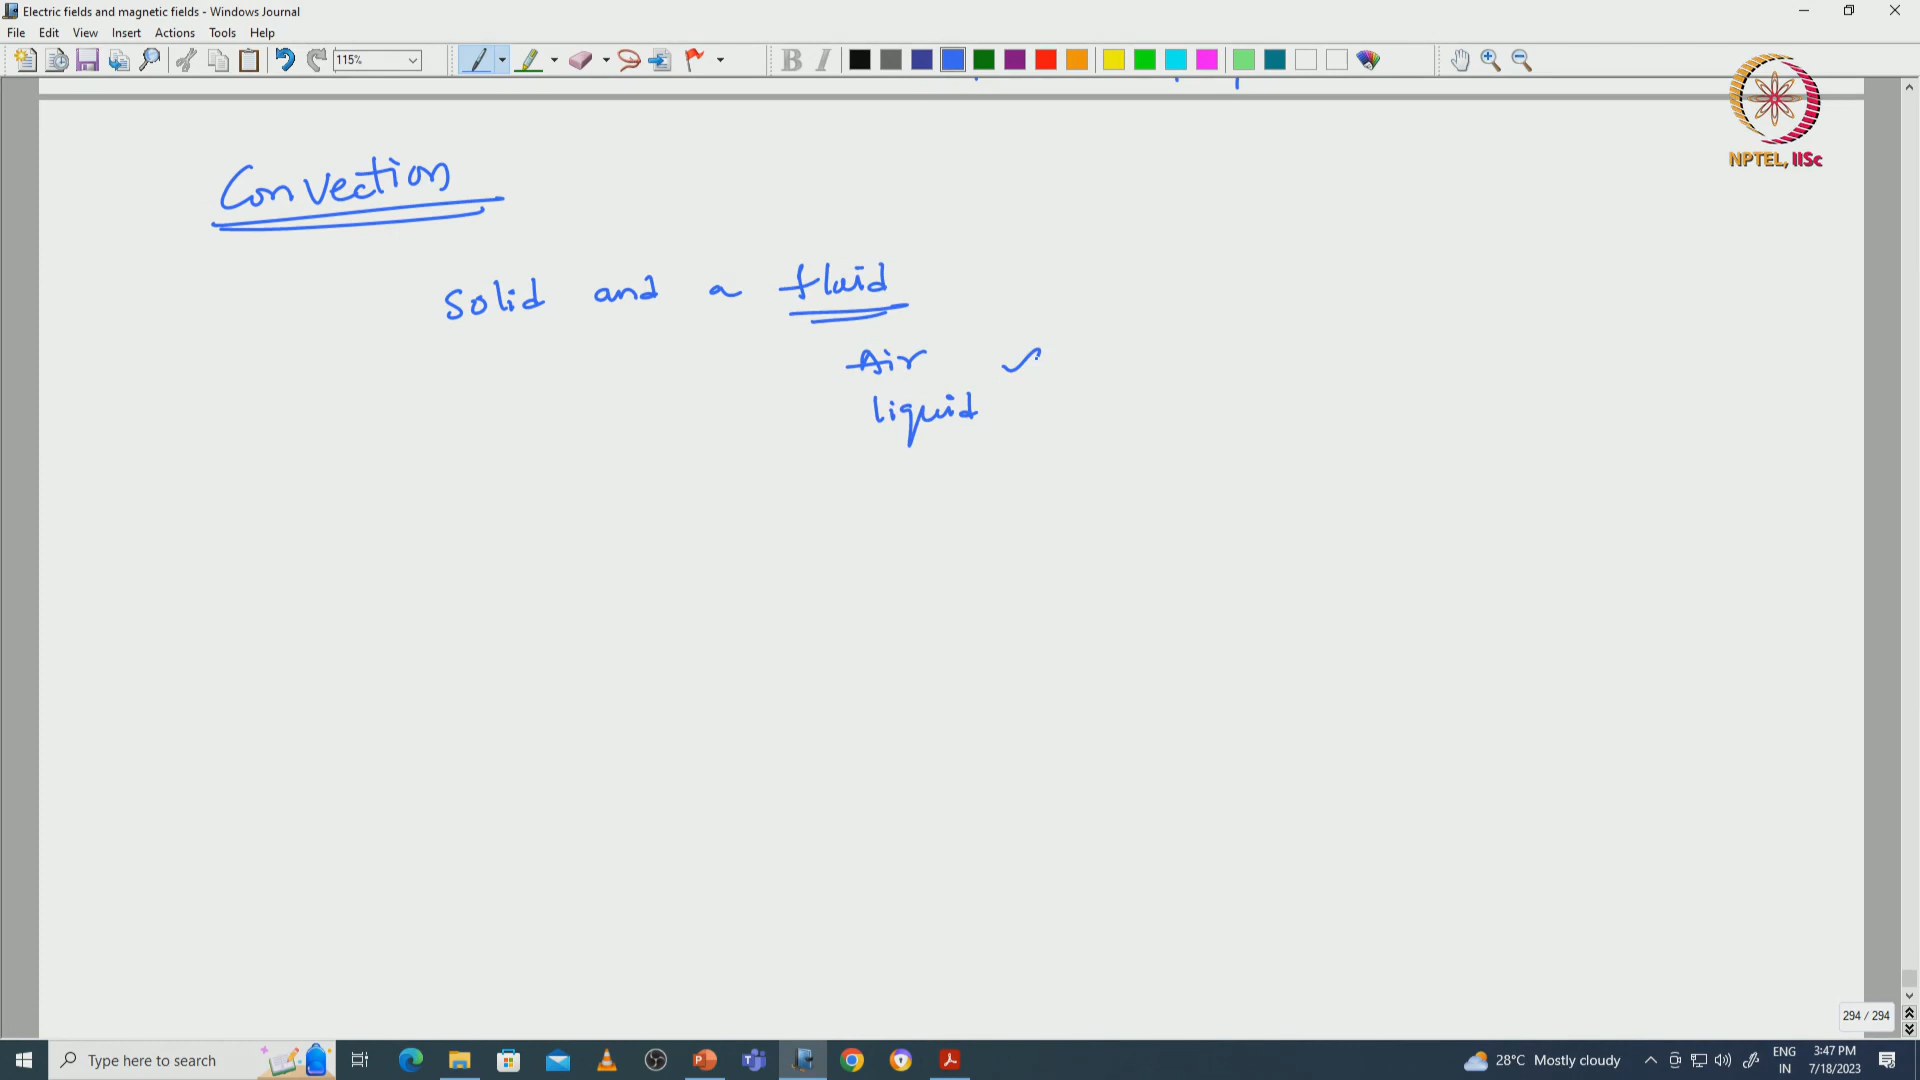 Electric fields and magnetic fields - Windows Journal
File Edit View Insert Actions Tools Help
115%
B I
NPTEL, IISc
Convection
Solid and a fluid
Air
liquid
294 / 294
Type here to search
28°C Mostly cloudy
ENG
IN
3:47 PM
7/18/2023